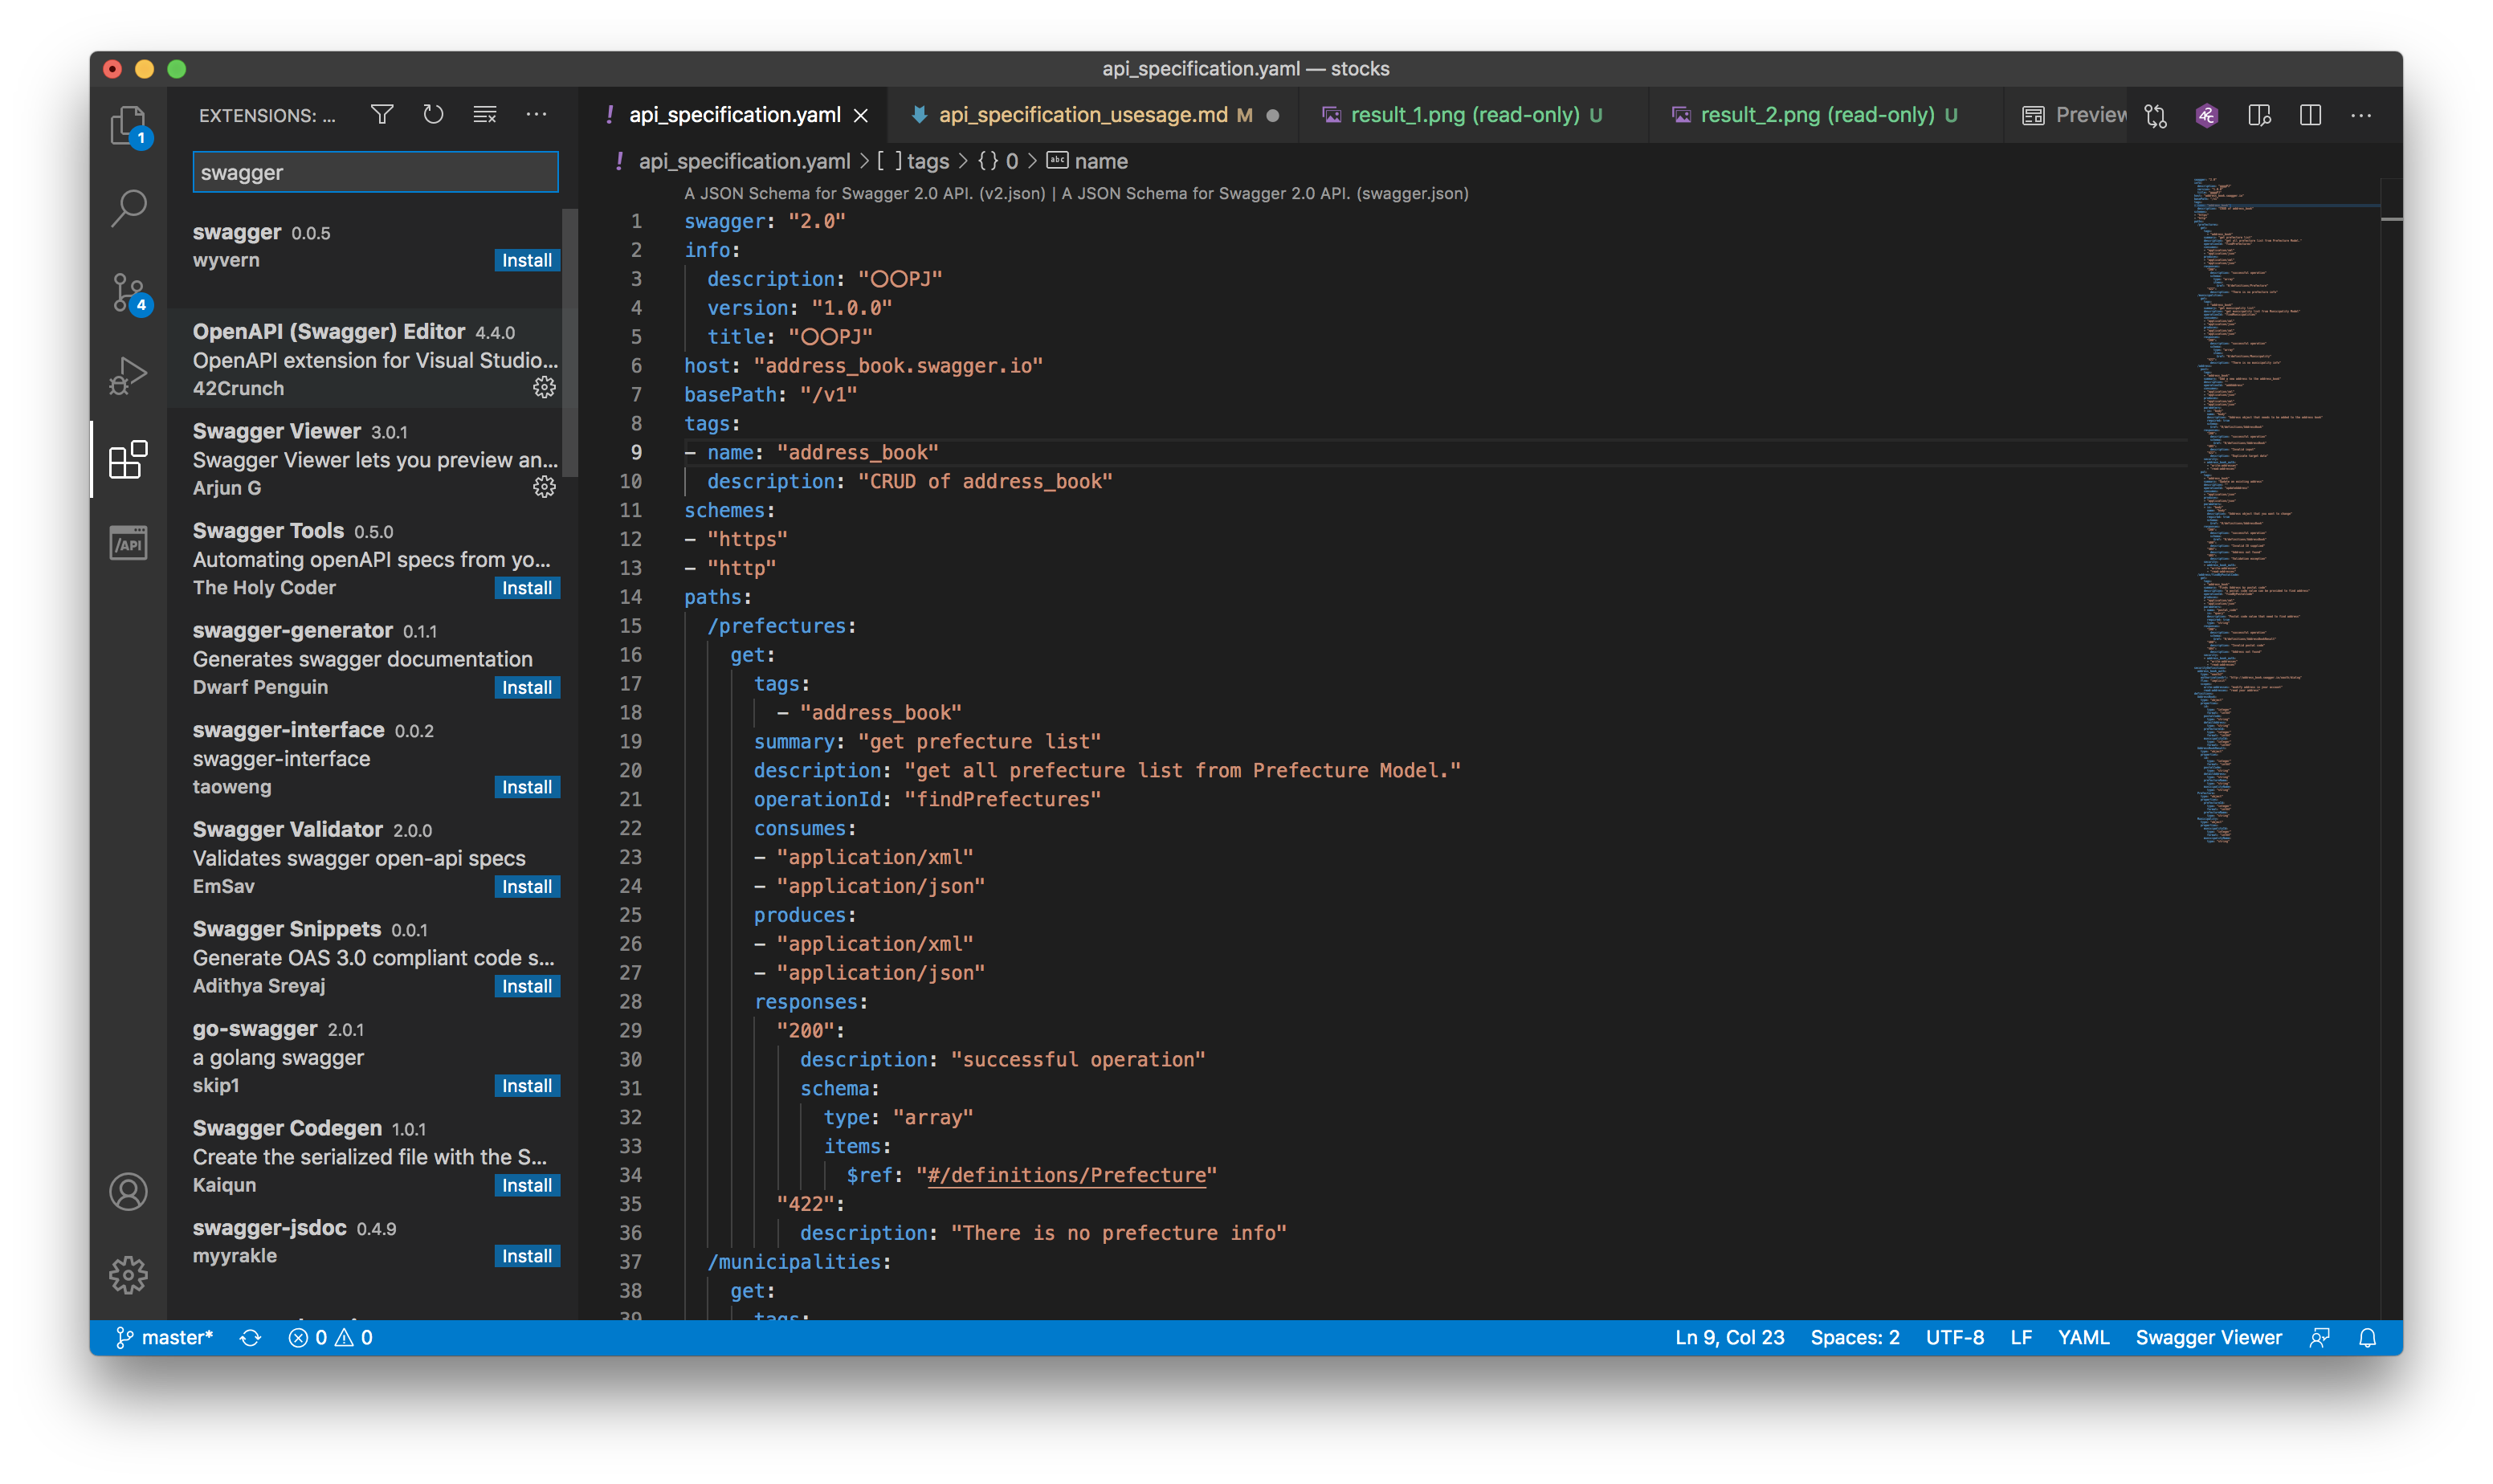 api_specification.yaml — stocks
EXTENSIONS: ...
api_specification.yaml
api_specification_usesage.md M
result_1.png (read-only) U
result_2.png (read-only) U
Preview
1
4
/API
swagger
swagger 0.0.5
wyvern
Install
OpenAPI (Swagger) Editor 4.4.0
OpenAPI extension for Visual Studio...
42Crunch
Swagger Viewer 3.0.1
Swagger Viewer lets you preview an...
Arjun G
Swagger Tools 0.5.0
Automating openAPI specs from yo...
The Holy Coder
Install
swagger-generator 0.1.1
Generates swagger documentation
Dwarf Penguin
Install
swagger-interface 0.0.2
swagger-interface
taoweng
Install
Swagger Validator 2.0.0
Validates swagger open-api specs
EmSav
Install
Swagger Snippets 0.0.1
Generate OAS 3.0 compliant code s...
Adithya Sreyaj
Install
go-swagger 2.0.1
a golang swagger
skip1
Install
Swagger Codegen 1.0.1
Create the serialized file with the S...
Kaiqun
Install
swagger-jsdoc 0.4.9
myyrakle
Install
! api_specification.yaml > [ ] tags > {} 0 > abc name
A JSON Schema for Swagger 2.0 API. (v2.json) | A JSON Schema for Swagger 2.0 API. (swagger.json)
1 swagger: "2.0"
2 info:
3 description: "〇〇PJ"
4 version: "1.0.0"
5 title: "〇〇PJ"
6 host: "address_book.swagger.io"
7 basePath: "/v1"
8 tags:
9 - name: "address_book"
10 description: "CRUD of address_book"
11 schemes:
12 - "https"
13 - "http"
14 paths:
15 /prefectures:
16 get:
17 tags:
18 - "address_book"
19 summary: "get prefecture list"
20 description: "get all prefecture list from Prefecture Model."
21 operationId: "findPrefectures"
22 consumes:
23 - "application/xml"
24 - "application/json"
25 produces:
26 - "application/xml"
27 - "application/json"
28 responses:
29 "200":
30 description: "successful operation"
31 schema:
32 type: "array"
33 items:
34 $ref: "#/definitions/Prefecture"
35 "422":
36 description: "There is no prefecture info"
37 /municipalities:
38 get:
39 tags:
master* 0 0
Ln 9, Col 23 Spaces: 2 UTF-8 LF YAML Swagger Viewer